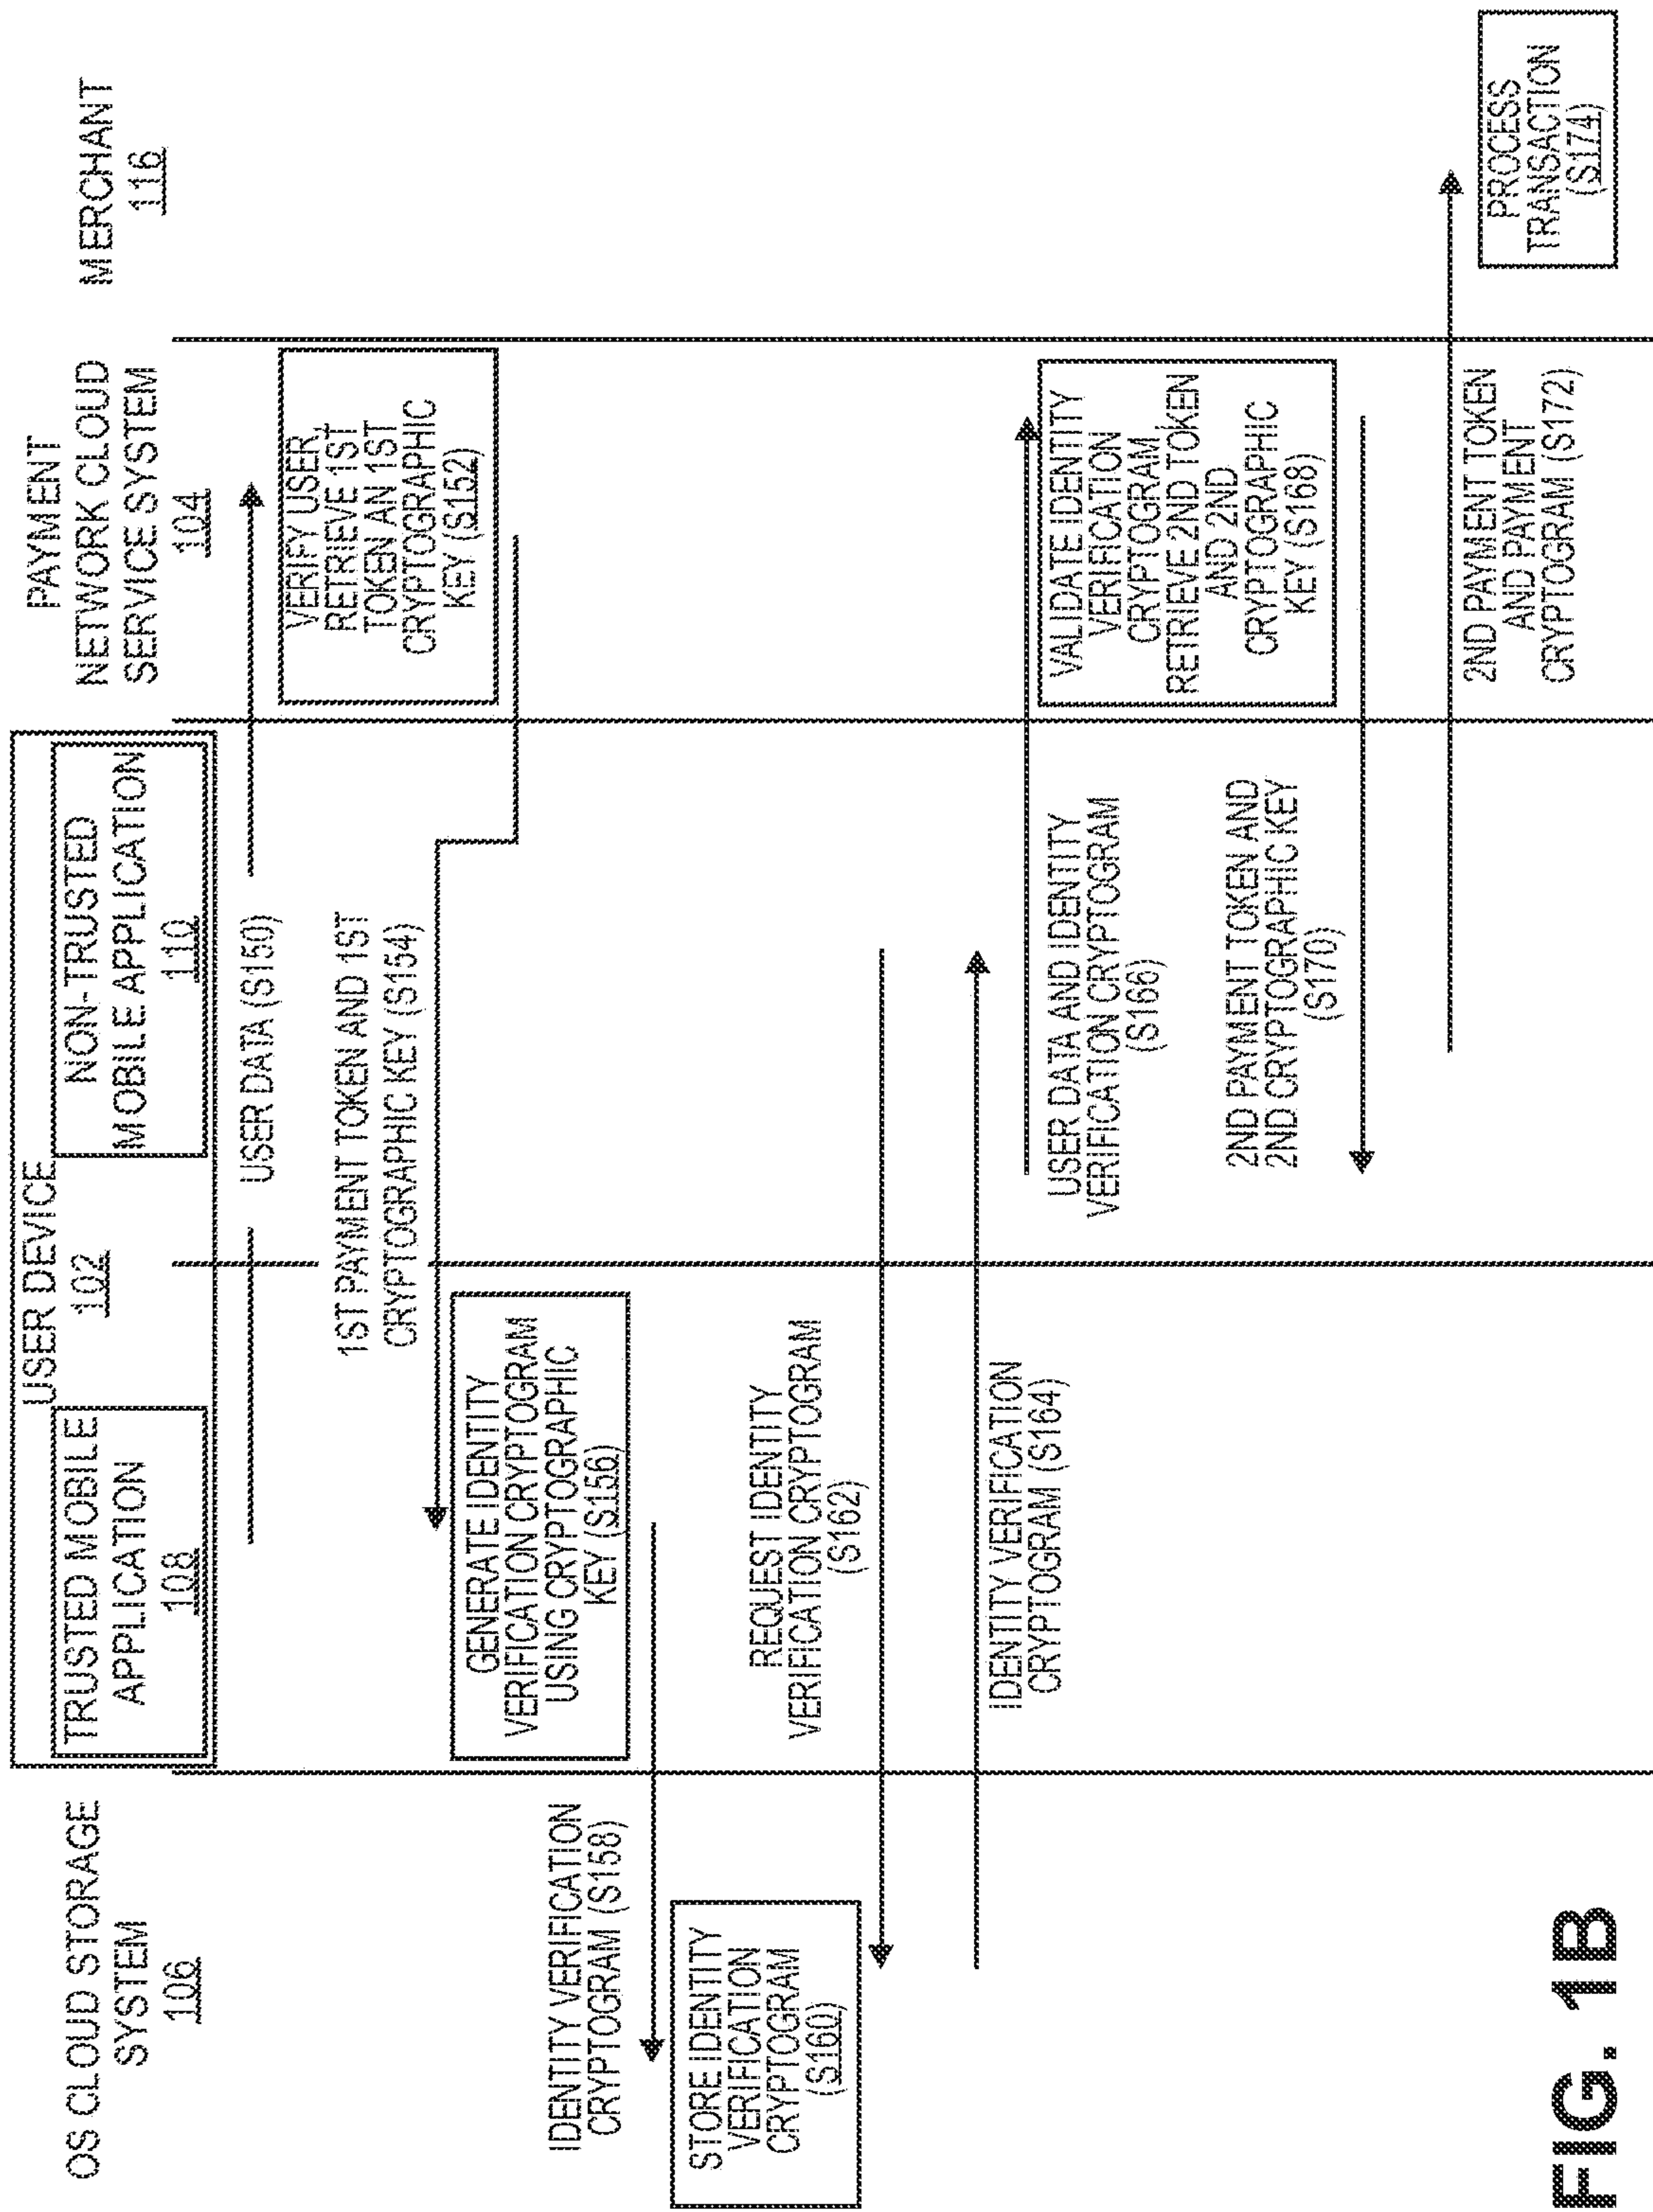 OS CLOUD STORAGE
SYSTEM
106
USER DEVICE
102
TRUSTED MOBILE
APPLICATION
108
NON-TRUSTED
MOBILE APPLICATION
110
PAYMENT
NETWORK CLOUD
SERVICE SYSTEM
104
MERCHANT
116
USER DATA (S150)
VERIFY USER,
RETRIEVE 1ST
TOKEN AN 1ST
CRYPTOGRAPHIC
KEY (S152)
1ST PAYMENT TOKEN AND 1ST
CRYPTOGRAPHIC KEY (S154)
GENERATE IDENTITY
VERIFICATION CRYPTOGRAM
USING CRYPTOGRAPHIC
KEY (S156)
IDENTITY VERIFICATION
CRYPTOGRAM (S158)
STORE IDENTITY
VERIFICATION
CRYPTOGRAM
(S160)
REQUEST IDENTITY
VERIFICATION CRYPTOGRAM
(S162)
IDENTITY VERIFICATION
CRYPTOGRAM (S164)
USER DATA AND IDENTITY
VERIFICATION CRYPTOGRAM
(S166)
VALIDATE IDENTITY
VERIFICATION
CRYPTOGRAM
RETRIEVE 2ND TOKEN
AND 2ND
CRYPTOGRAPHIC
KEY (S168)
2ND PAYMENT TOKEN AND
2ND CRYPTOGRAPHIC KEY
(S170)
2ND PAYMENT TOKEN
AND PAYMENT
CRYPTOGRAM (S172)
PROCESS
TRANSACTION
(S174)
FIG. 1B